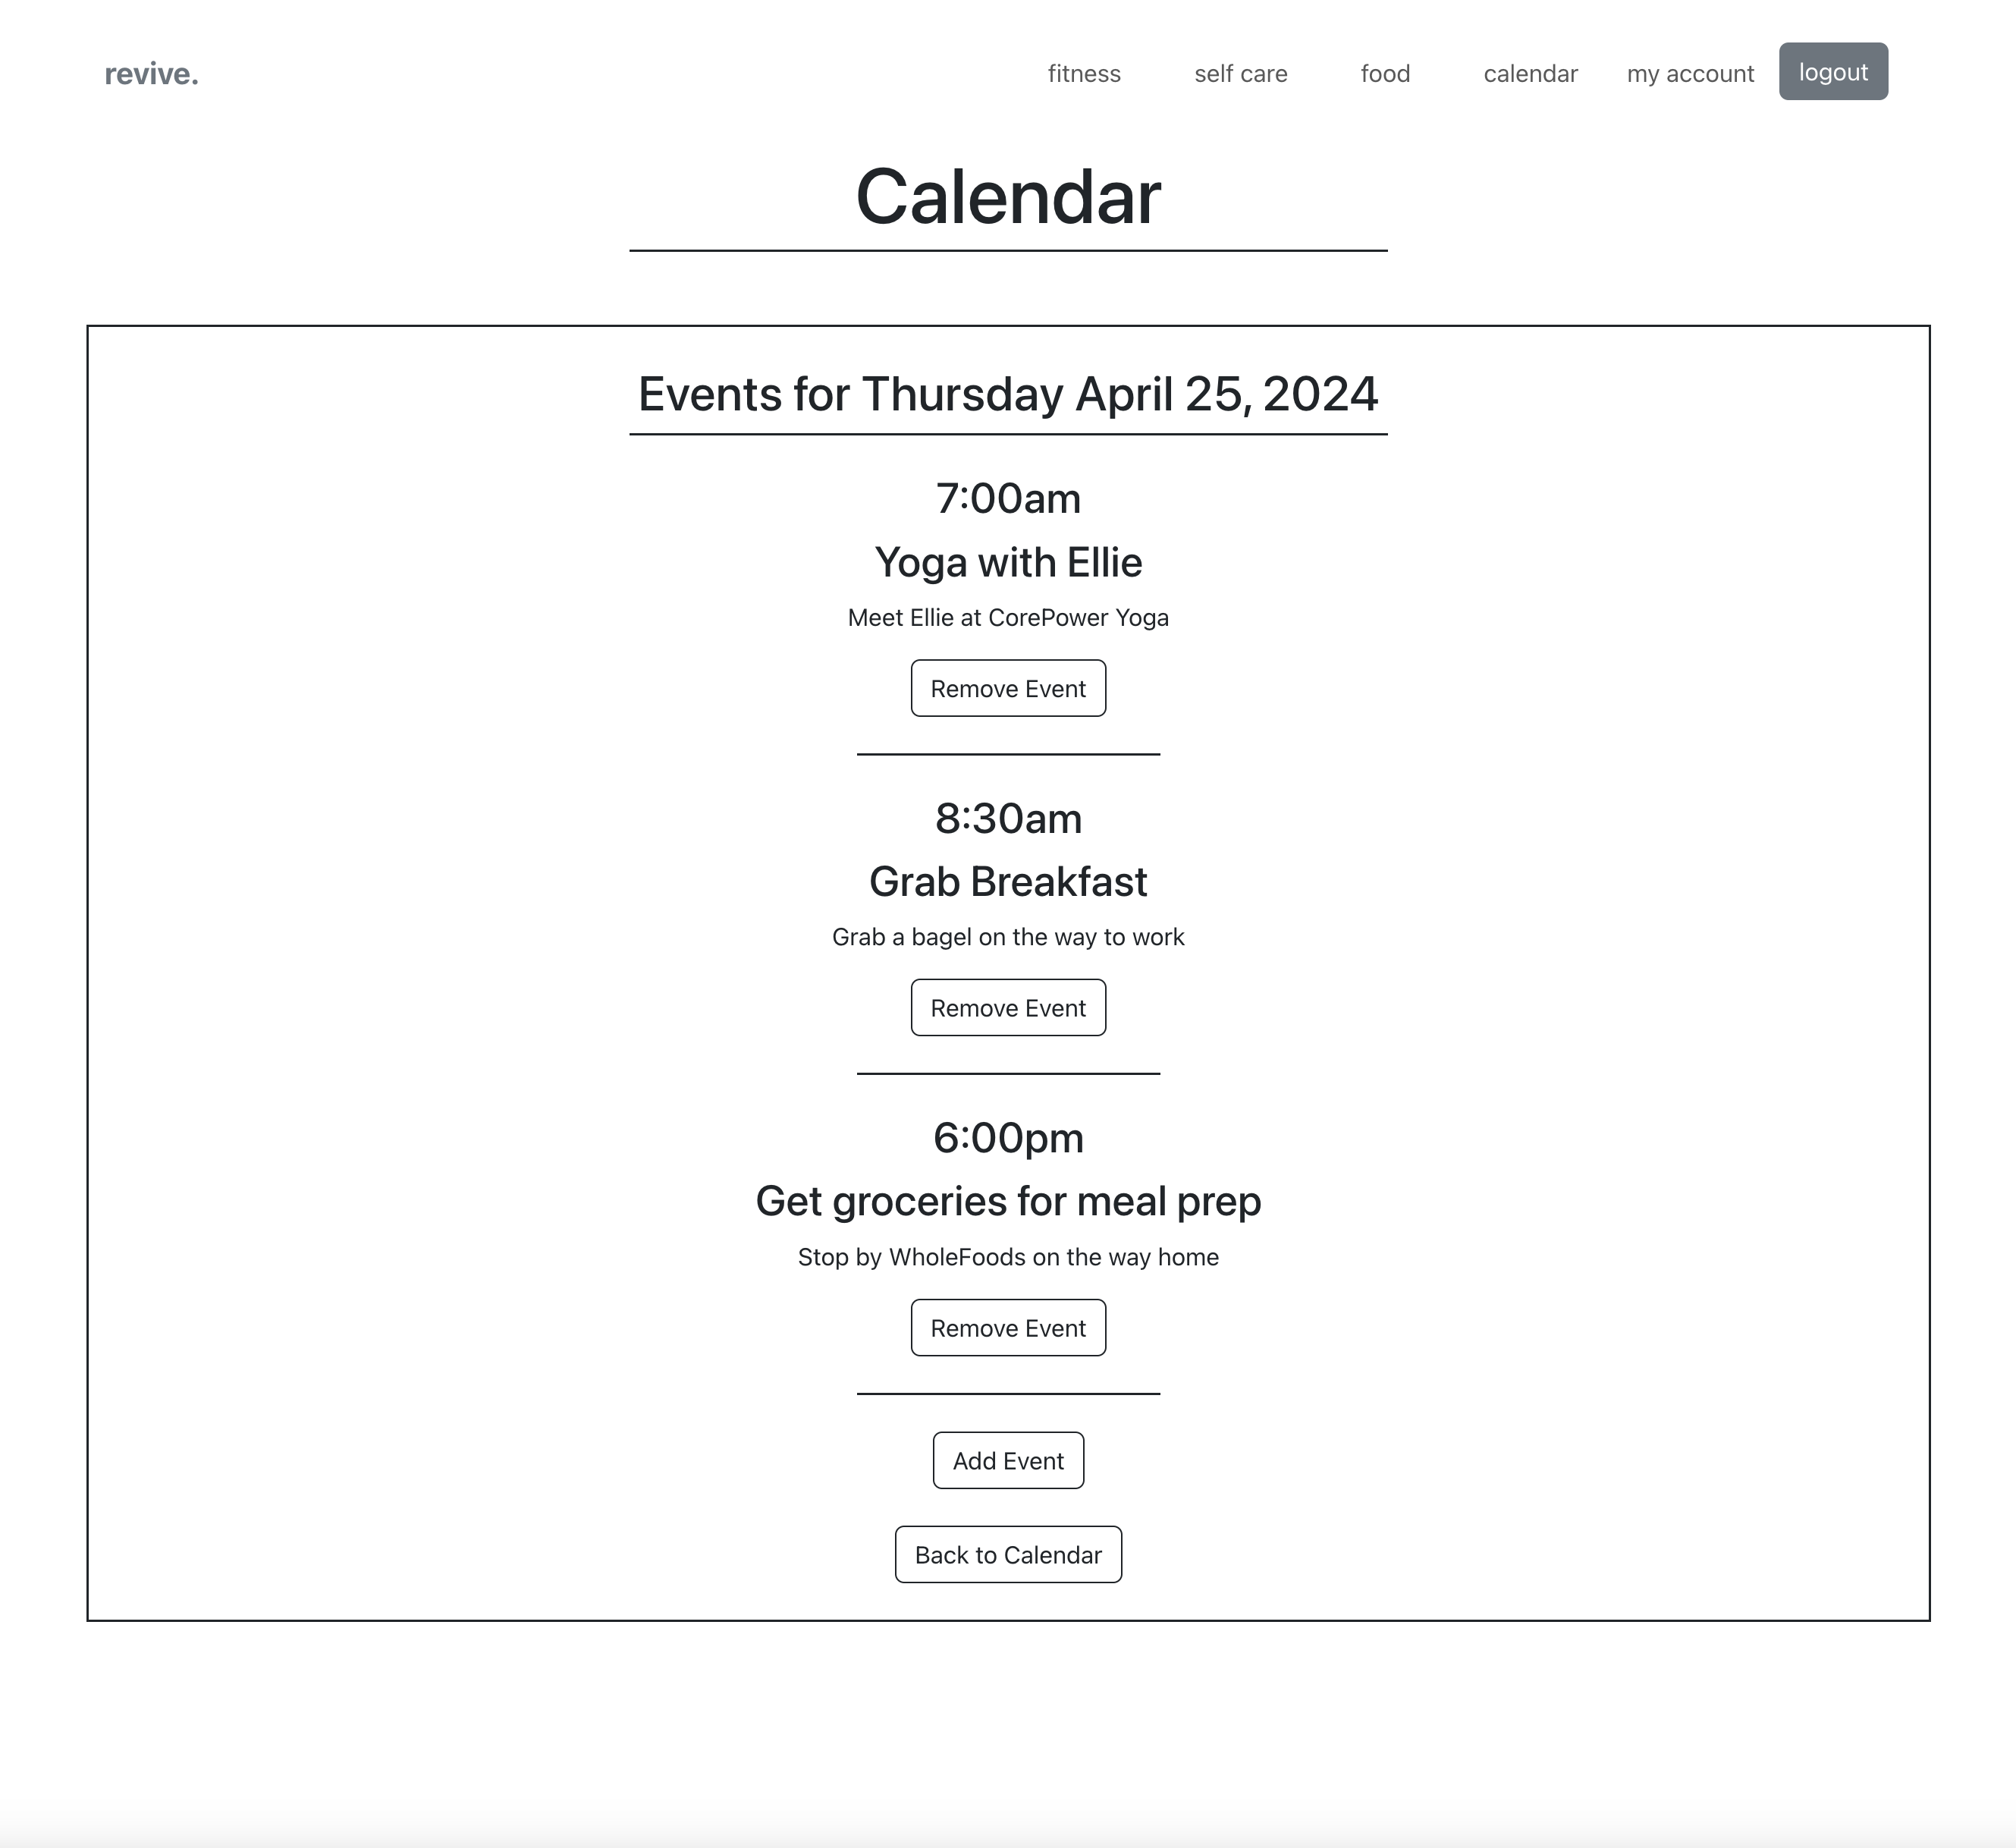 revive.
fitness self care food calendar my account logout
Calendar
Events for Thursday April 25, 2024
7:00am
Yoga with Ellie
Meet Ellie at CorePower Yoga
Remove Event
8:30am
Grab Breakfast
Grab a bagel on the way to work
Remove Event
6:00pm
Get groceries for meal prep
Stop by WholeFoods on the way home
Remove Event
Add Event
Back to Calendar